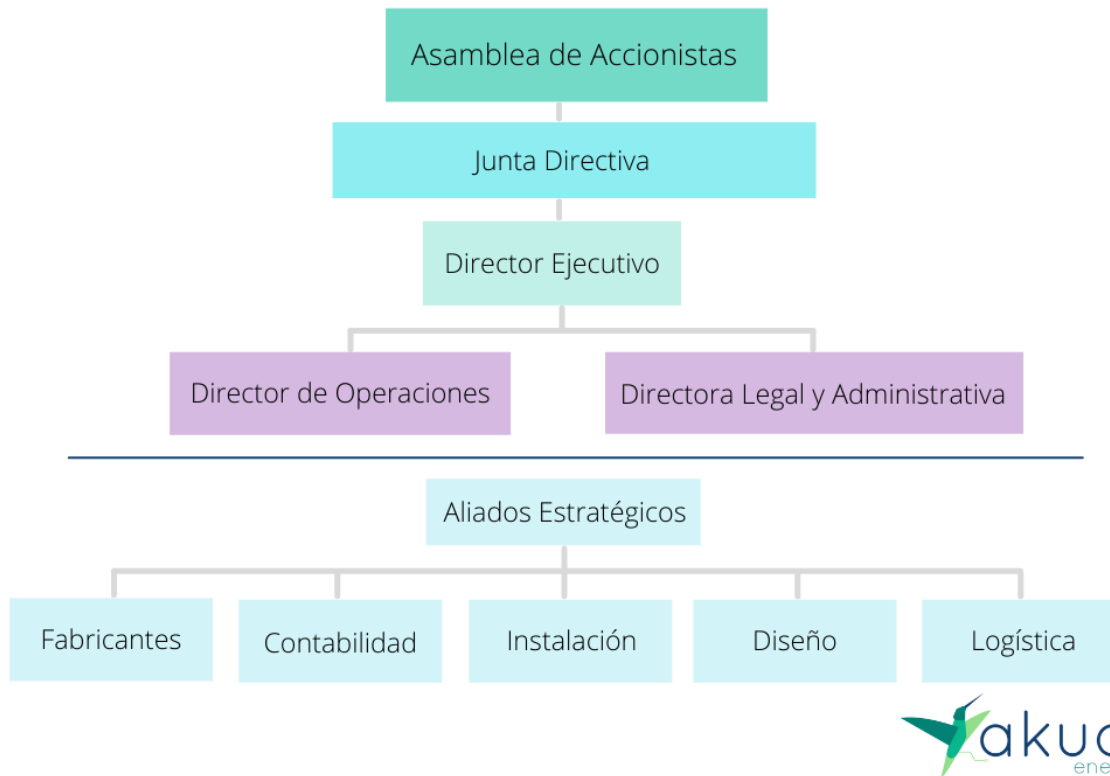 Asamblea de Accionistas
Junta Directiva
Director Ejecutivo
Director de Operaciones
Directora Legal y Administrativa
Aliados Estratégicos
Fabricantes
Contabilidad
Instalación
Diseño
Logística